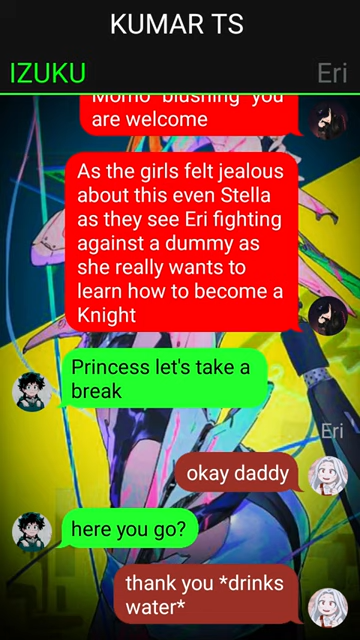 KUMAR TS
IZUKU
Eri
Momo *blushing* you
are welcome
As the girls felt jealous
about this even Stella
as they see Eri fighting
against a dummy as
she really wants to
learn how to become a
Knight
Princess let's take a
break
Eri
okay daddy
here you go?
thank you *drinks
water*